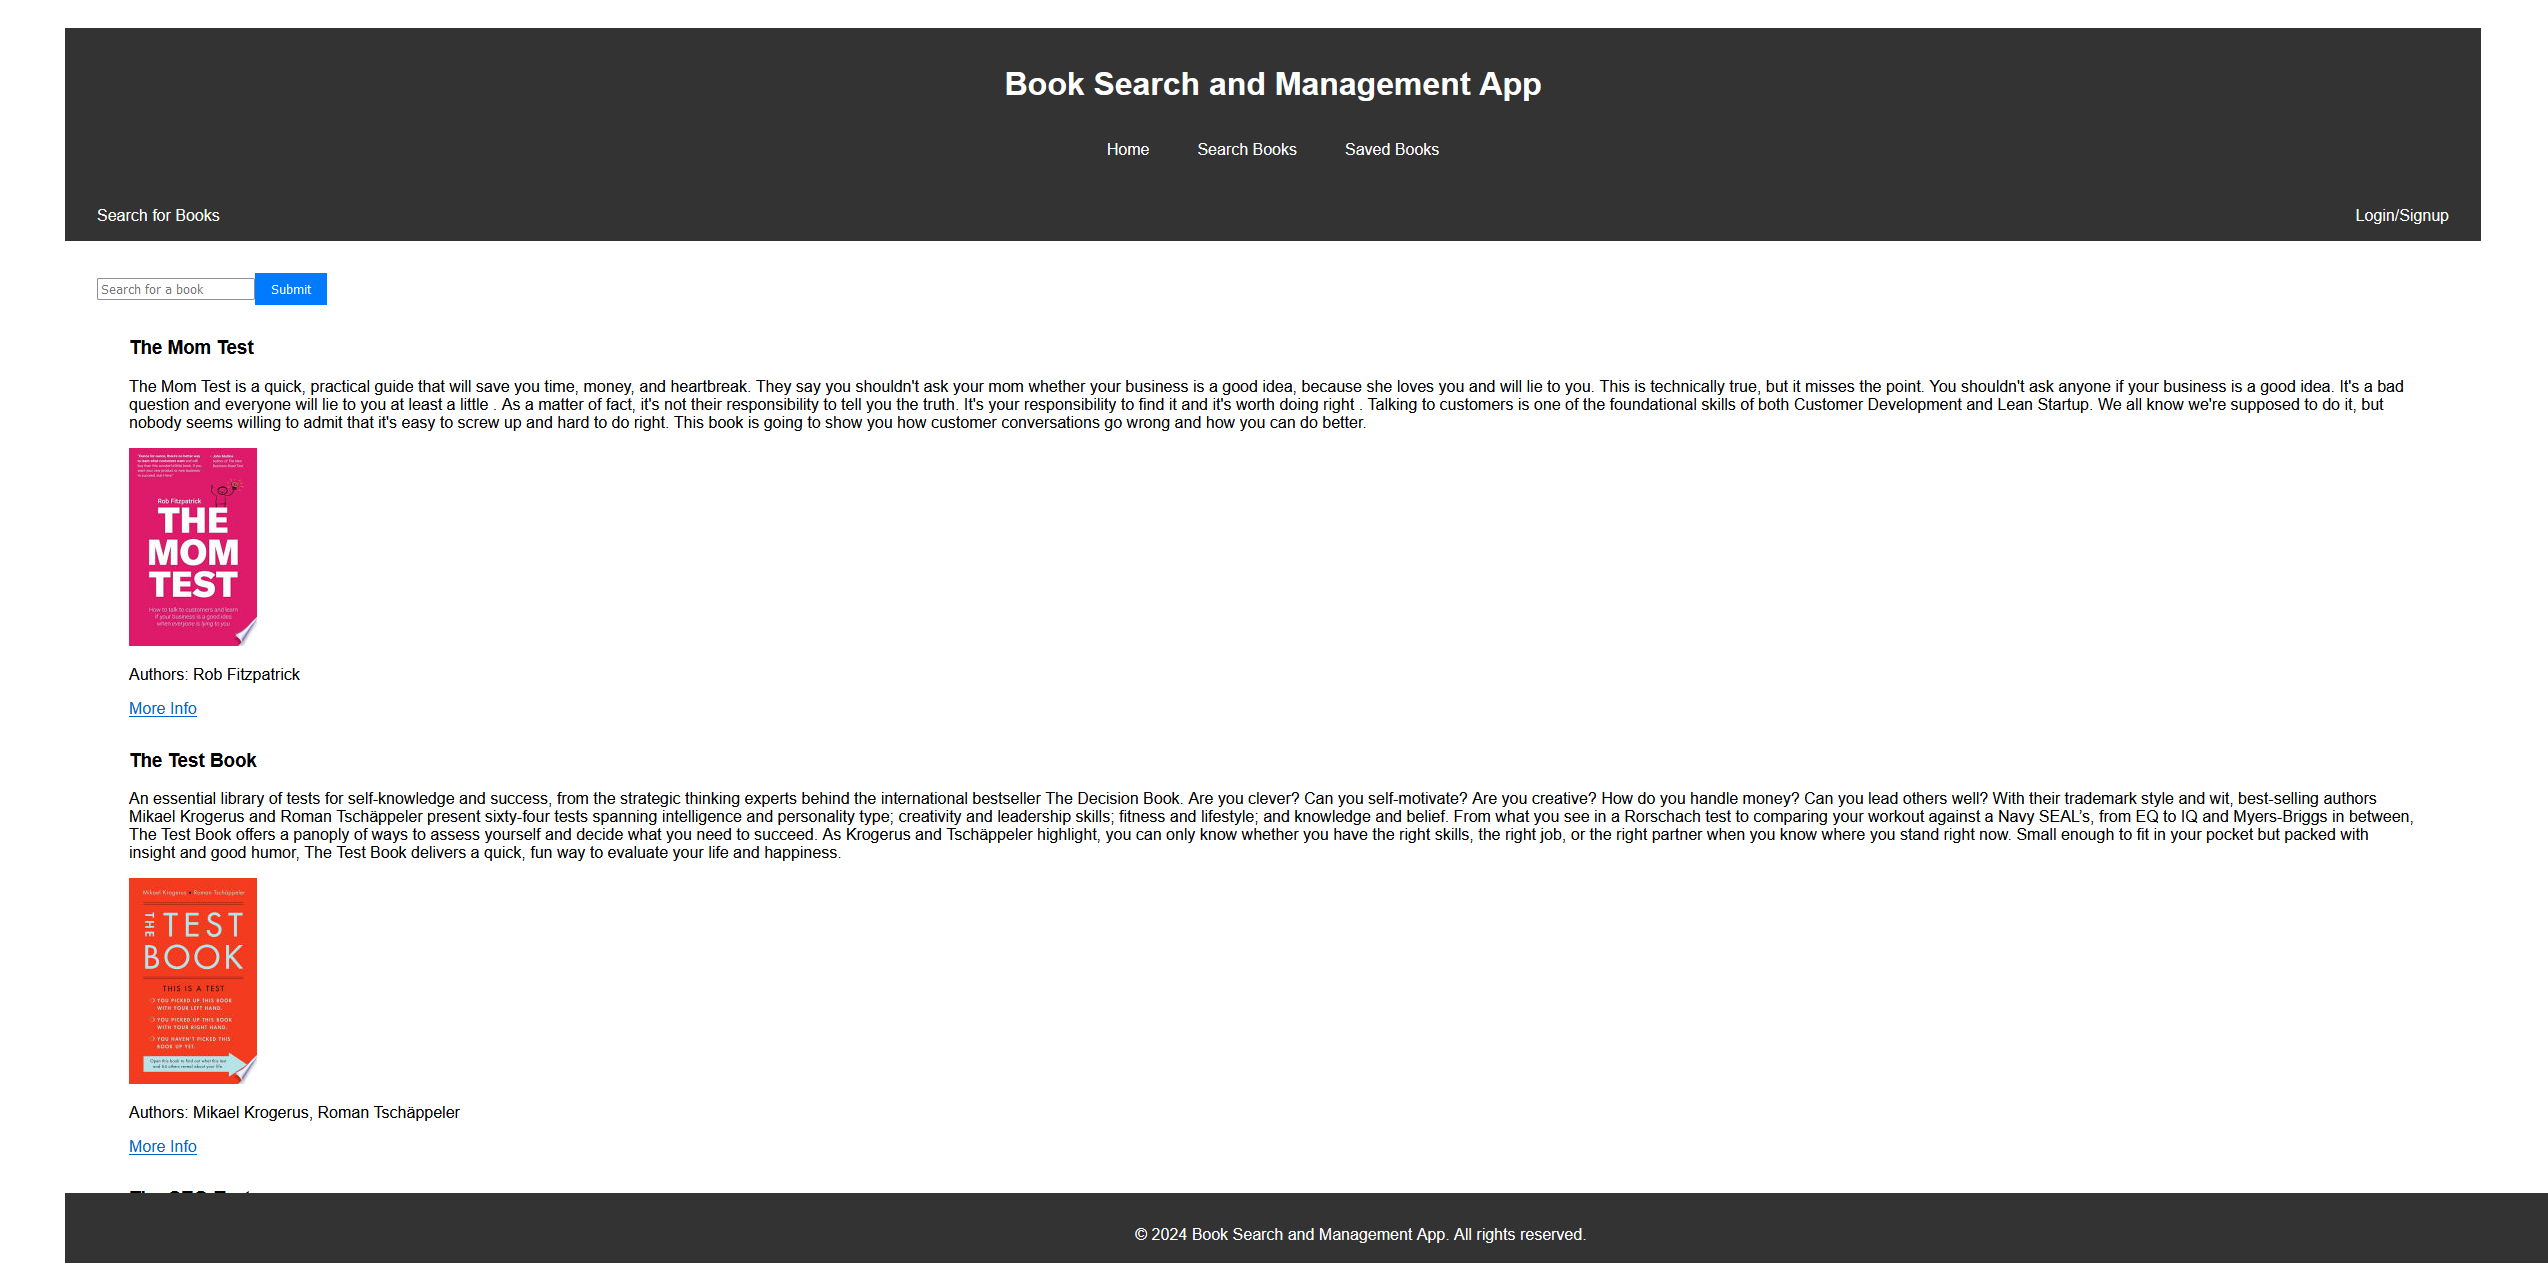 Book Search and Management App
Home Search Books Saved Books
Search for Books Login/Signup
Search for a book Submit
The Mom Test
The Mom Test is a quick, practical guide that will save you time, money, and heartbreak. They say you shouldn't ask your mom whether your business is a good idea, because she loves you and will lie to you. This is technically true, but it misses the point. You shouldn't ask anyone if your business is a good idea. It's a bad
question and everyone will lie to you at least a little . As a matter of fact, it's not their responsibility to tell you the truth. It's your responsibility to find it and it's worth doing right . Talking to customers is one of the foundational skills of both Customer Development and Lean Startup. We all know we're supposed to do it, but
nobody seems willing to admit that it's easy to screw up and hard to do right. This book is going to show you how customer conversations go wrong and how you can do better.
Rob Fitzpatrick
THE
MOM
TEST
How to talk to customers and learn
if your business is a good idea
when everyone is lying to you
Authors: Rob Fitzpatrick
More Info
The Test Book
An essential library of tests for self-knowledge and success, from the strategic thinking experts behind the international bestseller The Decision Book. Are you clever? Can you self-motivate? Are you creative? How do you handle money? Can you lead others well? With their trademark style and wit, best-selling authors
Mikael Krogerus and Roman Tschäppeler present sixty-four tests spanning intelligence and personality type; creativity and leadership skills; fitness and lifestyle; and knowledge and belief. From what you see in a Rorschach test to comparing your workout against a Navy SEAL's, from EQ to IQ and Myers-Briggs in between,
The Test Book offers a panoply of ways to assess yourself and decide what you need to succeed. As Krogerus and Tschäppeler highlight, you can only know whether you have the right skills, the right job, or the right partner when you know where you stand right now. Small enough to fit in your pocket but packed with
insight and good humor, The Test Book delivers a quick, fun way to evaluate your life and happiness.
Mikael Krogerus • Roman Tschäppeler
THE TEST
BOOK
THIS IS A TEST
YOU PICKED UP THIS BOOK
WITH YOUR LEFT HAND.
YOU PICKED UP THIS BOOK
WITH YOUR RIGHT HAND.
YOU HAVEN'T PICKED THIS
BOOK UP YET.
Open this book to find out what this test
and 64 others reveal about your life.
Authors: Mikael Krogerus, Roman Tschäppeler
More Info
© 2024 Book Search and Management App. All rights reserved.